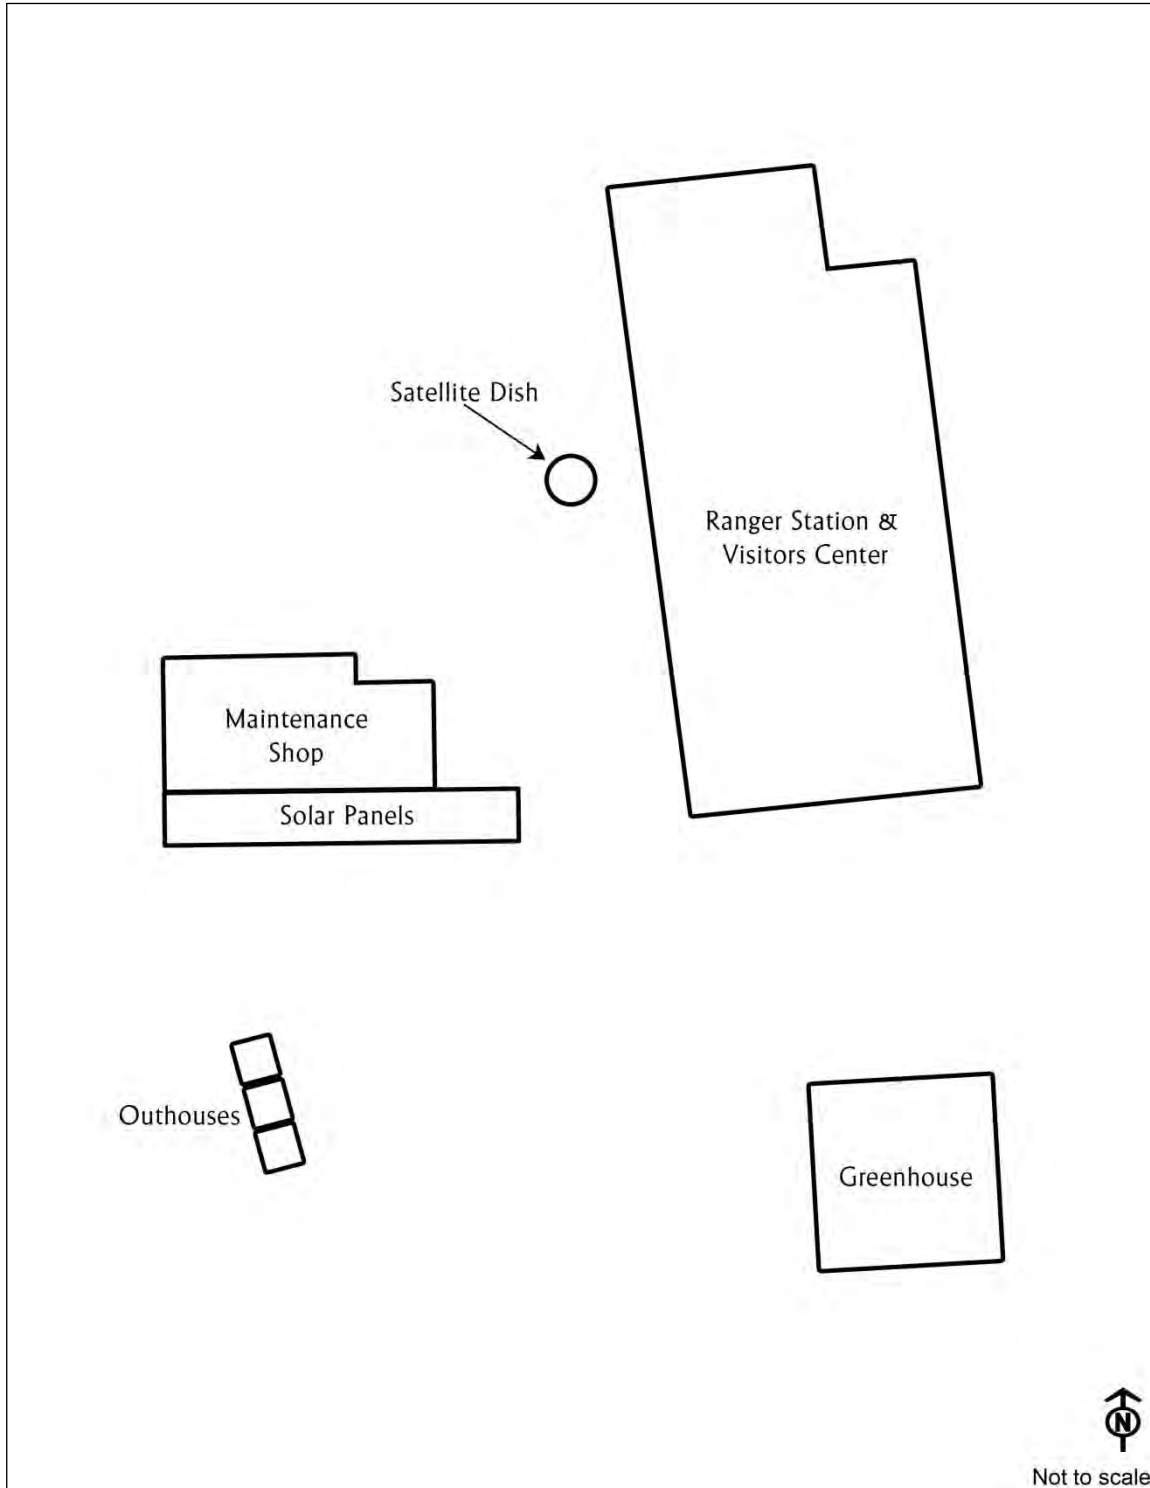 Satellite Dish
Ranger Station &
Visitors Center
Maintenance
Shop
Solar Panels
Outhouses
Greenhouse
N
Not to scale